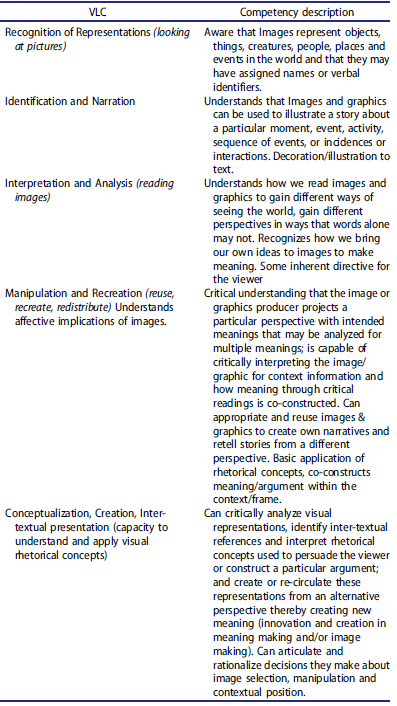 VLC Competency description
Recognition of Representations (looking at pictures)
Aware that Images represent objects,
things, creatures, people, places and
events in the world and that they may
have assigned names or verbal
identifiers.
Identification and Narration
Understands that Images and graphics
can be used to illustrate a story about
a particular moment, event, activity,
sequence of events, or incidences or
interactions. Decoration/illustration to
text.
Interpretation and Analysis (reading
images)
Understands how we read images and
graphics to gain different ways of
seeing the world, gain different
perspectives in ways that words alone
may not. Recognizes how we bring
our own ideas to images to make
meaning. Some inherent directive for
the viewer
Manipulation and Recreation (reuse,
recreate, redistribute) Understands
affective implications of images.
Critical understanding that the image or
graphics producer projects a
particular perspective with intended
meanings that may be analyzed for
multiple meanings; is capable of
critically interpreting the image/
graphic for context information and
how meaning through critical
readings is co-constructed. Can
appropriate and reuse images &
graphics to create own narratives and
retell stories from a different
perspective. Basic application of
rhetorical concepts, co-constructs
meaning/argument within the
context/frame.
Conceptualization, Creation, Inter-
textual presentation (capacity to
understand and apply visual
rhetorical concepts)
Can critically analyze visual
representations, identify inter-textual
references and interpret rhetorical
concepts used to persuade the viewer
or construct a particular argument;
and create or re-circulate these
representations from an alternative
perspective thereby creating new
meaning (innovation and creation in
meaning making and/or image
making). Can articulate and
rationalize decisions they make about
image selection, manipulation and
contextual position.